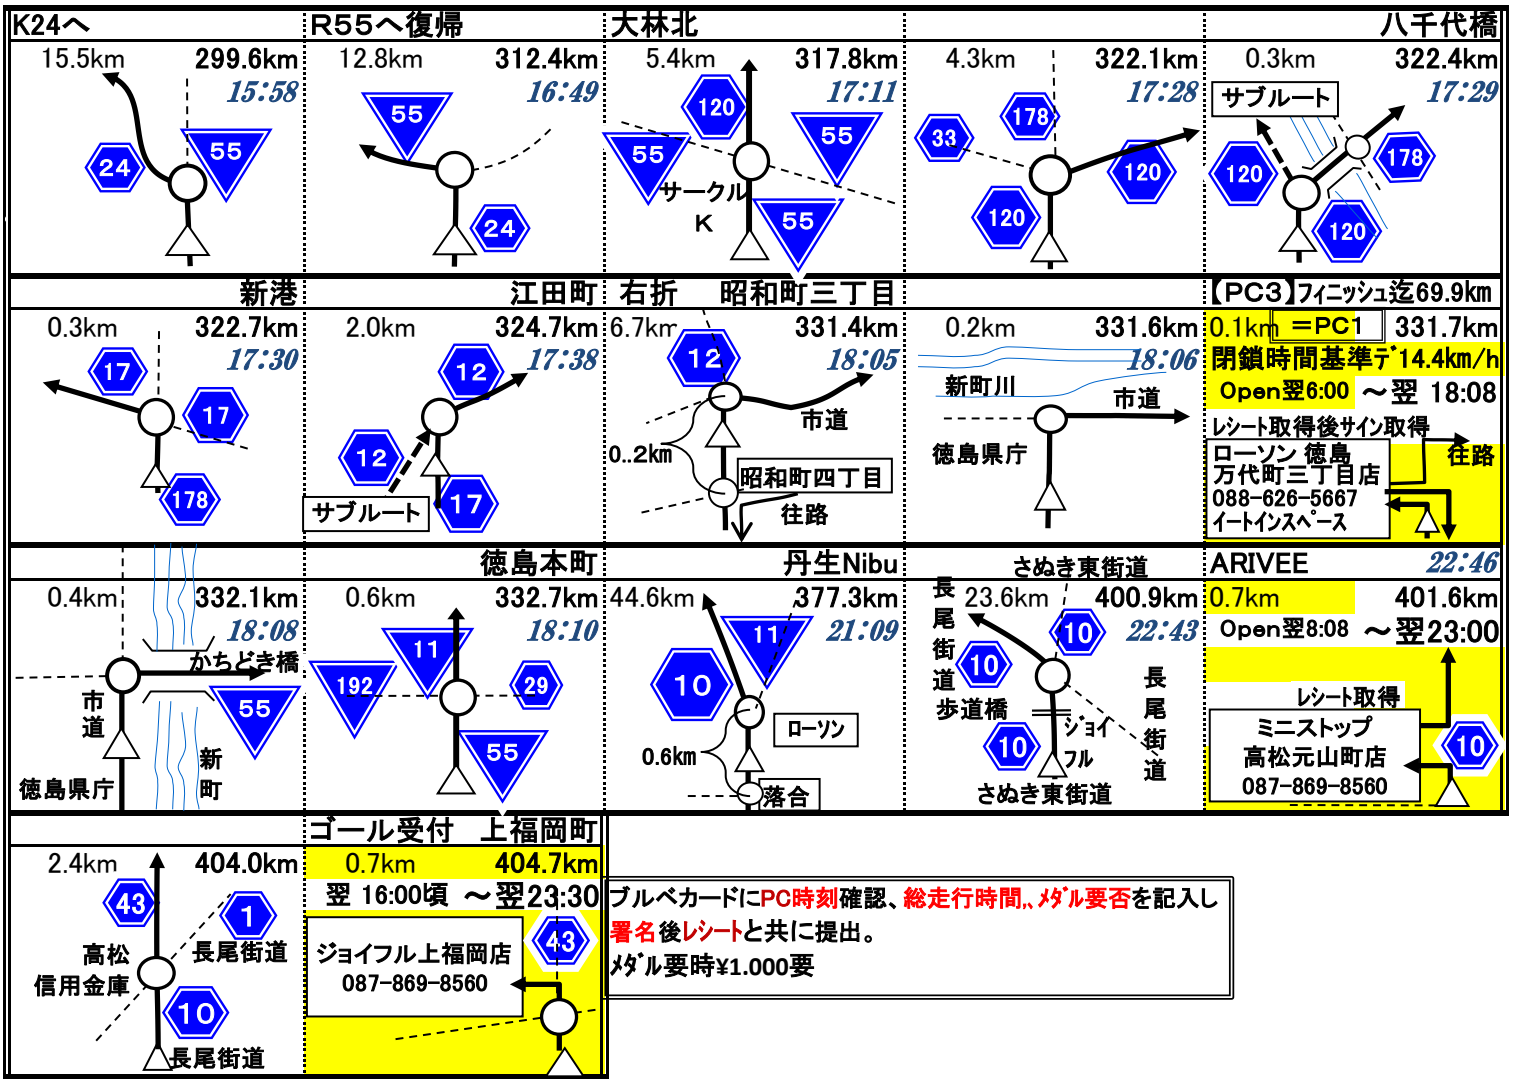 K24へ
15.5km 299.6km
15:58
24 55
R55へ復帰
12.8km 312.4km
16:49
55
24
大林北
5.4km 317.8km
17:11
120
55 55
サークル
K
55
4.3km 322.1km
17:28
178
33
120
120
八千代橋
0.3km 322.4km
17:29
サブルート
120 178
120
新港
0.3km 322.7km
17:30
17
17
178
江田町
2.0km 324.7km
17:38
12
12
サブルート 17
右折 昭和町三丁目
6.7km 331.4km
18:05
12
市道
0..2km
昭和町四丁目
往路
0.2km 331.6km
18:06
新町川
市道
徳島県庁
【PC3】フィニッシュ迄69.9km
0.1km =PC1 331.7km
閉鎖時間基準ﾃﾞ14.4km/h
Open翌6:00 ～翌 18:08
レシート取得後サイン取得
ローソン 徳島
万代町三丁目店
088-626-5667
イートインスペース
往路
0.4km 332.1km
18:08
かちどき橋
市道
55
新町
徳島県庁
徳島本町
0.6km 332.7km
18:10
11
192 29
55
丹生Nibu
44.6km 377.3km
21:09
11
10
ローソン
0.6km
落合
さぬき東街道
長尾街道
23.6km 400.9km
22:43
10
10
歩道橋
長尾街道
ジョイフル
10
さぬき東街道
ARIVEE 22:46
0.7km 401.6km
Open翌8:08 ～翌23:00
レシート取得
ミニストップ
高松元山町店
087-869-8560
10
2.4km 404.0km
43
1
長尾街道
高松
信用金庫
10
長尾街道
ゴール受付 上福岡町
0.7km 404.7km
翌 16:00頃 ～翌23:30
43
ジョイフル上福岡店
087-869-8560
ブルベカードにPC時刻確認、総走行時間,、ﾒﾀﾞﾙ要否を記入し
署名後レシートと共に提出。
ﾒﾀﾞﾙ要時¥1.000要